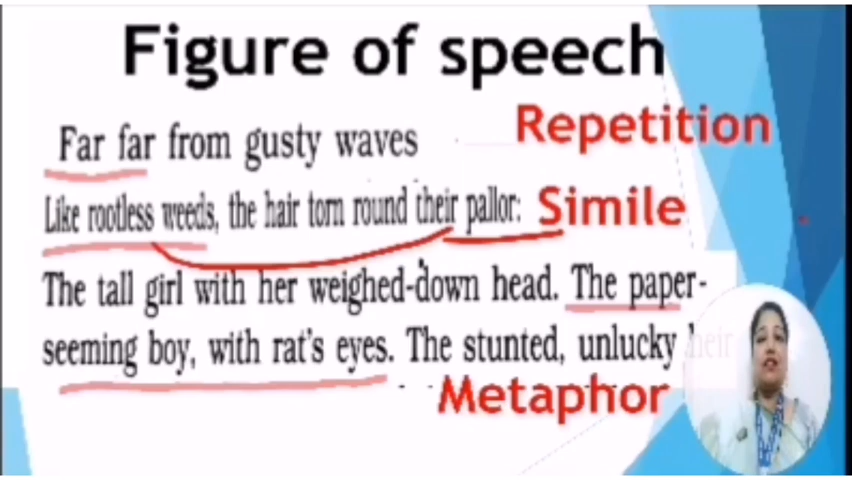 Figure of speech
Far far from gusty waves
Repetition
Like rootless weeds, the hair torn round their pallor:
Simile
The tall girl with her weighed-down head. The paper-
seeming boy, with rat's eyes. The stunted, unlucky heir
Metaphor